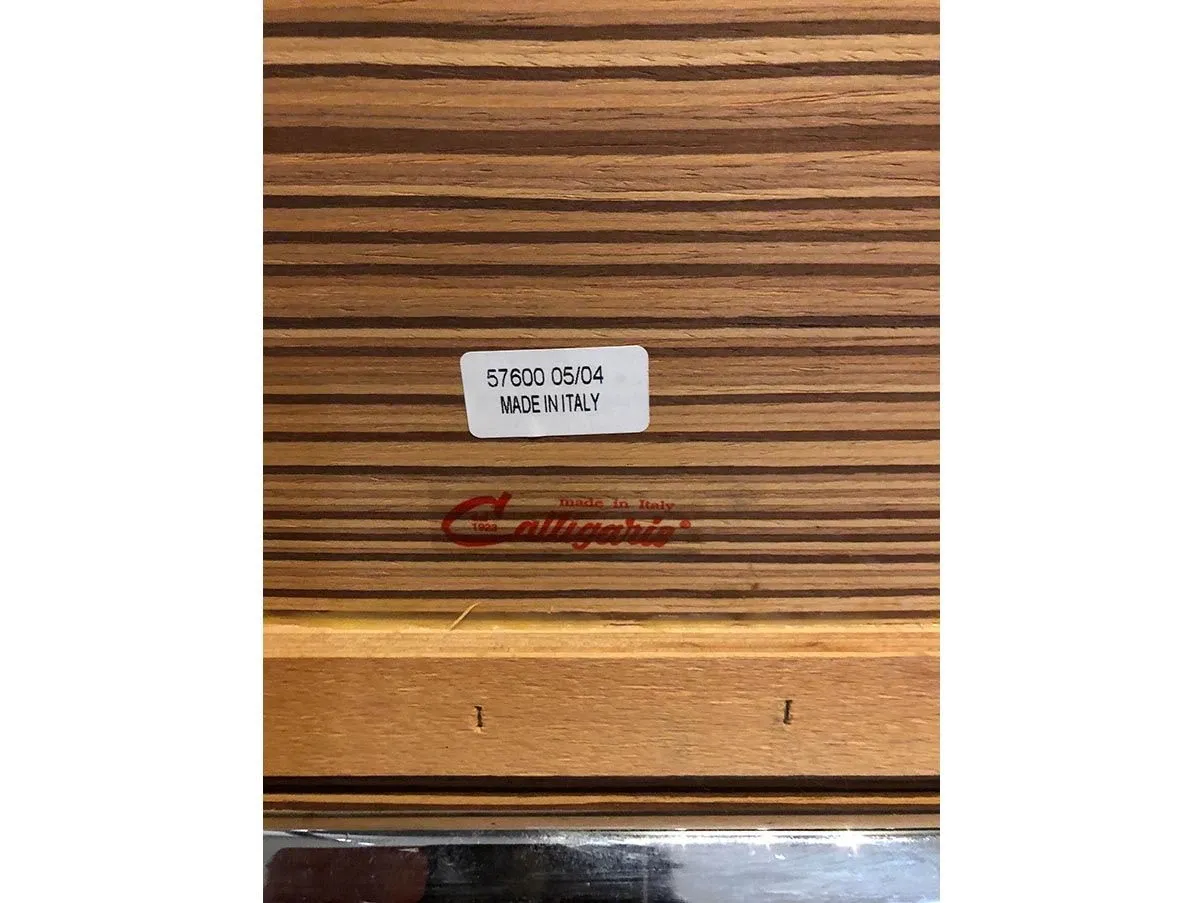 57600 05/04
MADE IN ITALY
made in Italy
Calligaris®
1923